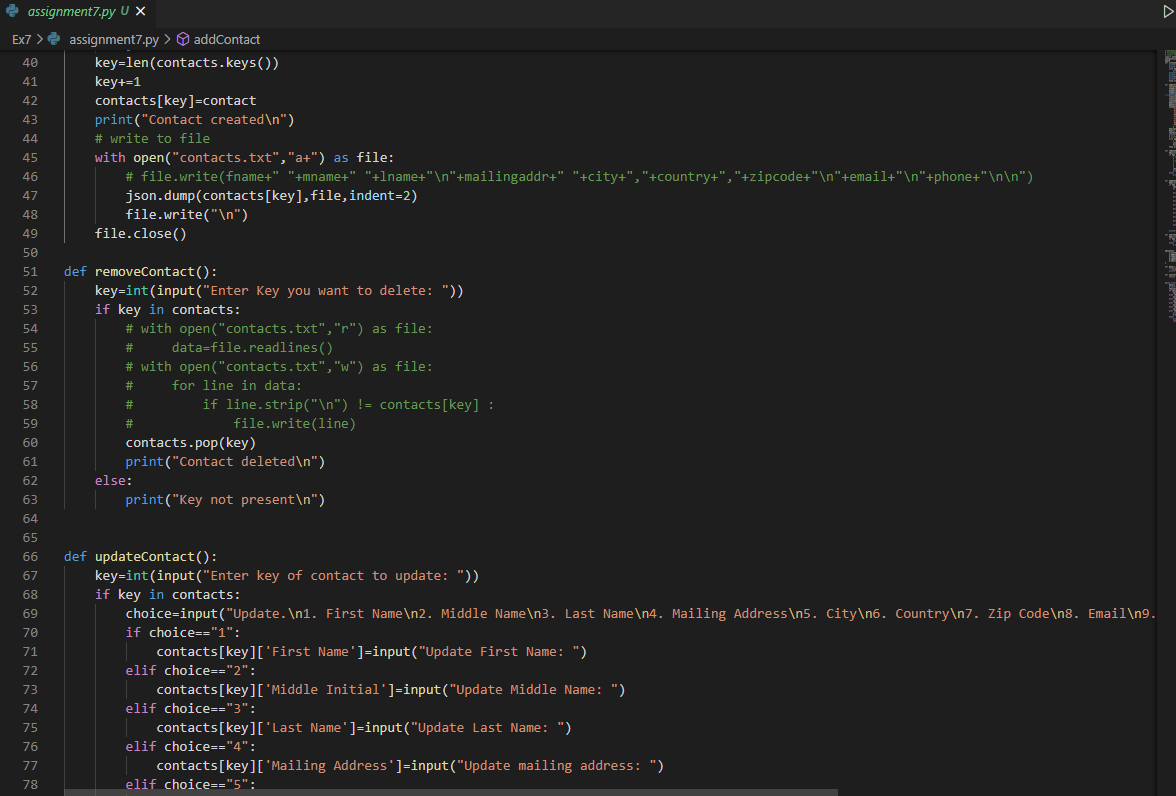 assignment7.py U
Ex7 > assignment7.py > addContact
40 key=len(contacts.keys())
41 key+=1
42 contacts[key]=contact
43 print("Contact created\n")
44 # write to file
45 with open("contacts.txt","a+") as file:
46 # file.write(fname+" "+mname+" "+lname+"\n"+mailingaddr+" "+city+","+country+","+zipcode+"\n"+email+"\n"+phone+"\n\n")
47 json.dump(contacts[key],file,indent=2)
48 file.write("\n")
49 file.close()
50
51 def removeContact():
52 key=int(input("Enter Key you want to delete: "))
53 if key in contacts:
54 # with open("contacts.txt","r") as file:
55 #     data=file.readlines()
56 # with open("contacts.txt","w") as file:
57 #     for line in data:
58 #         if line.strip("\n") != contacts[key] :
59 #             file.write(line)
60 contacts.pop(key)
61 print("Contact deleted\n")
62 else:
63 print("Key not present\n")
64
65
66 def updateContact():
67 key=int(input("Enter key of contact to update: "))
68 if key in contacts:
69 choice=input("Update.\n1. First Name\n2. Middle Name\n3. Last Name\n4. Mailing Address\n5. City\n6. Country\n7. Zip Code\n8. Email\n9.
70 if choice=="1":
71 contacts[key]['First Name']=input("Update First Name: ")
72 elif choice=="2":
73 contacts[key]['Middle Initial']=input("Update Middle Name: ")
74 elif choice=="3":
75 contacts[key]['Last Name']=input("Update Last Name: ")
76 elif choice=="4":
77 contacts[key]['Mailing Address']=input("Update mailing address: ")
78 elif choice=="5":